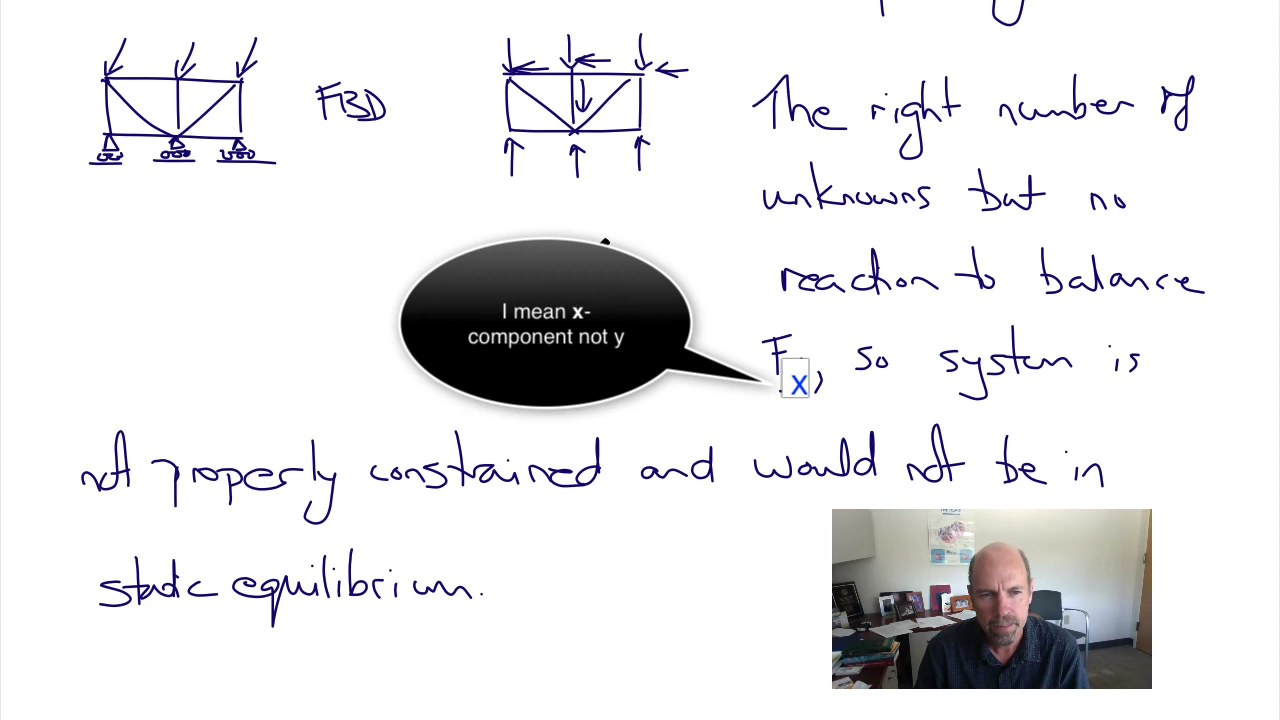 FBD
The right number of
unknowns but no
reaction to balance
I mean x-
component not y
Fx, so system is
not properly constrained and would not be in
static equilibrium.